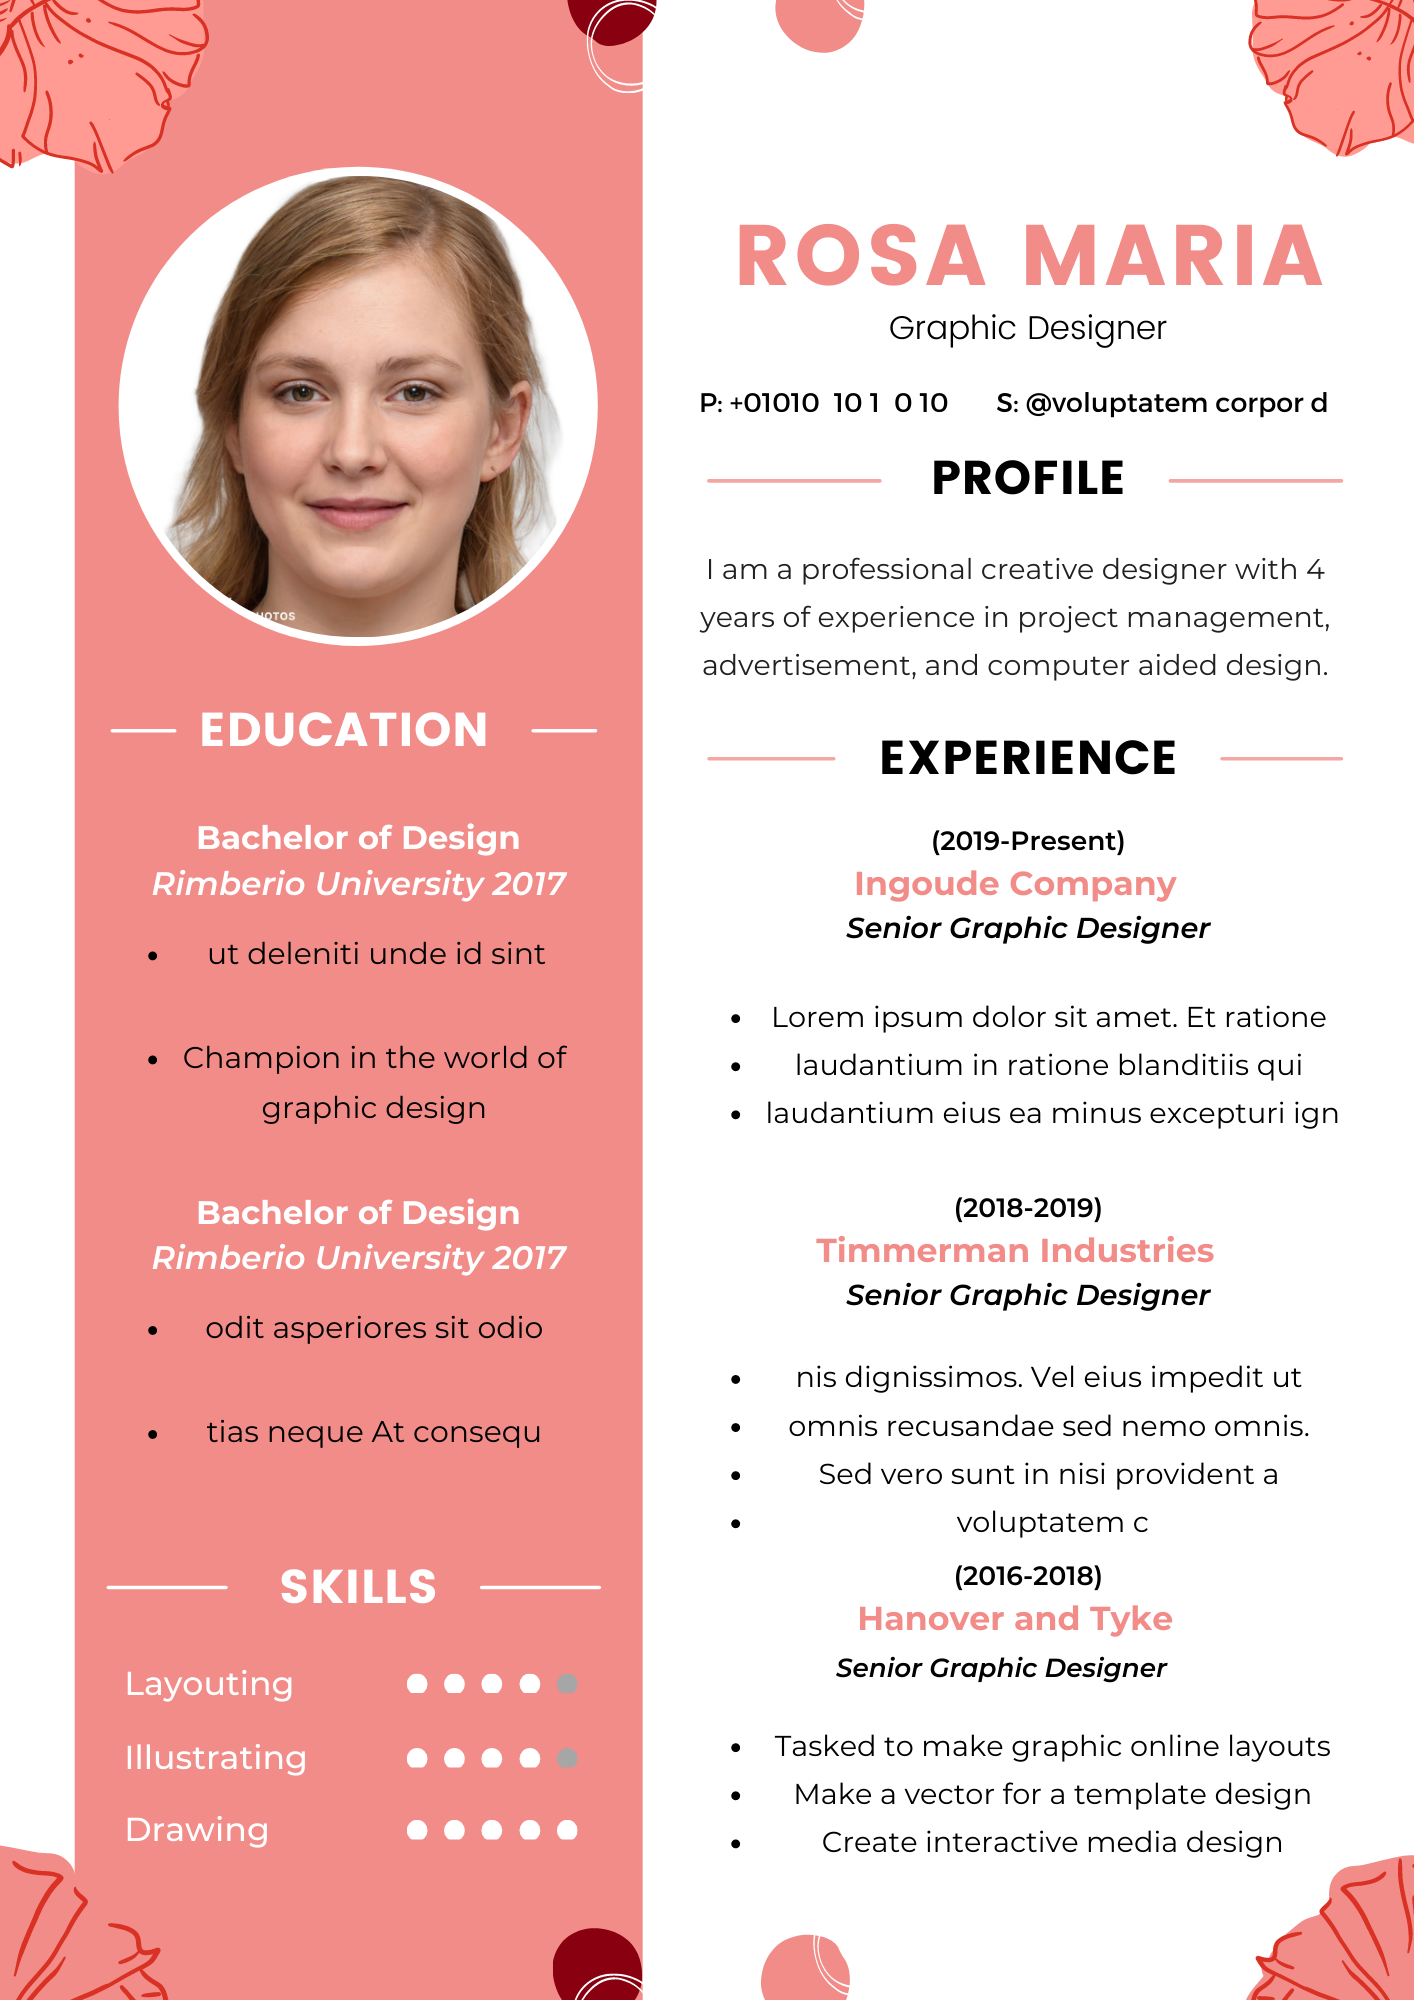 ROSA MARIA
Graphic Designer
P: +01010 10 1 0 10 S: @voluptatem corpor d
PROFILE
I am a professional creative designer with 4
years of experience in project management,
advertisement, and computer aided design.
EXPERIENCE
(2019-Present)
Ingoude Company
Senior Graphic Designer
• Lorem ipsum dolor sit amet. Et ratione
• laudantium in ratione blanditiis qui
• laudantium eius ea minus excepturi ign
(2018-2019)
Timmerman Industries
Senior Graphic Designer
• nis dignissimos. Vel eius impedit ut
• omnis recusandae sed nemo omnis.
• Sed vero sunt in nisi provident a
• voluptatem c
(2016-2018)
Hanover and Tyke
Senior Graphic Designer
• Tasked to make graphic online layouts
• Make a vector for a template design
• Create interactive media design
EDUCATION
Bachelor of Design
Rimberio University 2017
• ut deleniti unde id sint
• Champion in the world of
graphic design
Bachelor of Design
Rimberio University 2017
• odit asperiores sit odio
• tias neque At consequ
SKILLS
Layouting
Illustrating
Drawing